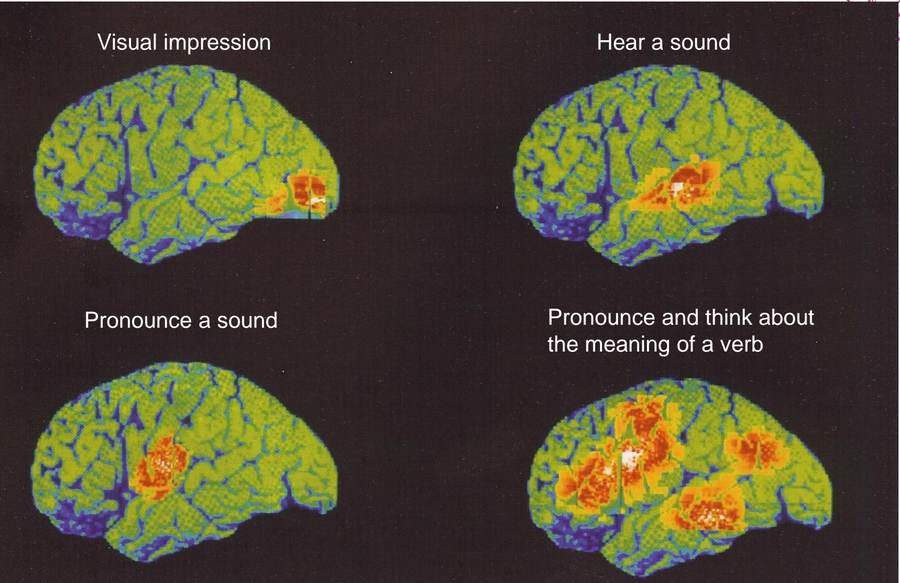 Visual impression
Hear a sound
Pronounce a sound
Pronounce and think about
the meaning of a verb